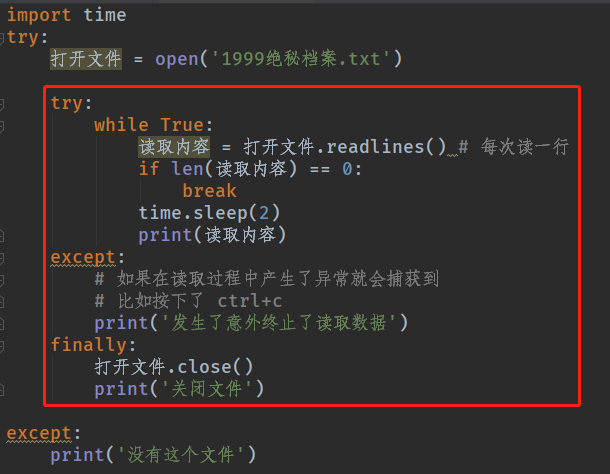 import time
try:
    打开文件 = open('1999绝秘档案.txt')
    try:
        while True:
            读取内容 = 打开文件.readlines() # 每次读一行
            if len(读取内容) == 0:
                break
            time.sleep(2)
            print(读取内容)
    except:
        # 如果在读取过程中产生了异常就会捕获到
        # 比如按下了 ctrl+c
        print('发生了意外终止了读取数据')
    finally:
        打开文件.close()
        print('关闭文件')
except:
    print('没有这个文件')